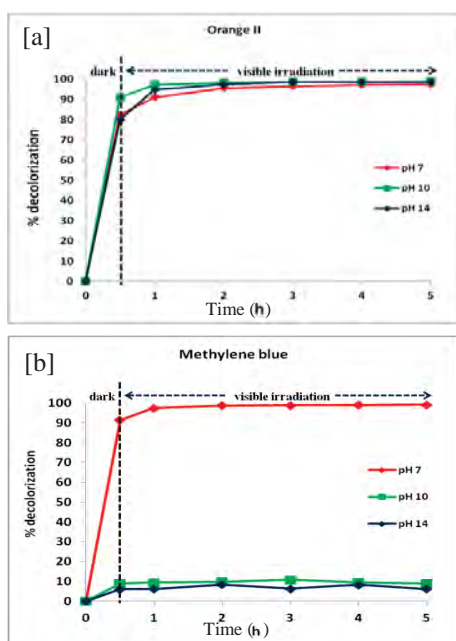 [a]
Orange II
dark
visible irradiation
% decolorization
100
90
80
70
60
50
40
30
20
10
0
pH 7
pH 10
pH 14
0 1 2 3 4 5
Time (h)
[b]
Methylene blue
dark
visible irradiation
% decolorization
100
90
80
70
60
50
40
30
20
10
0
pH 7
pH 10
pH 14
0 1 2 3 4 5
Time (h)